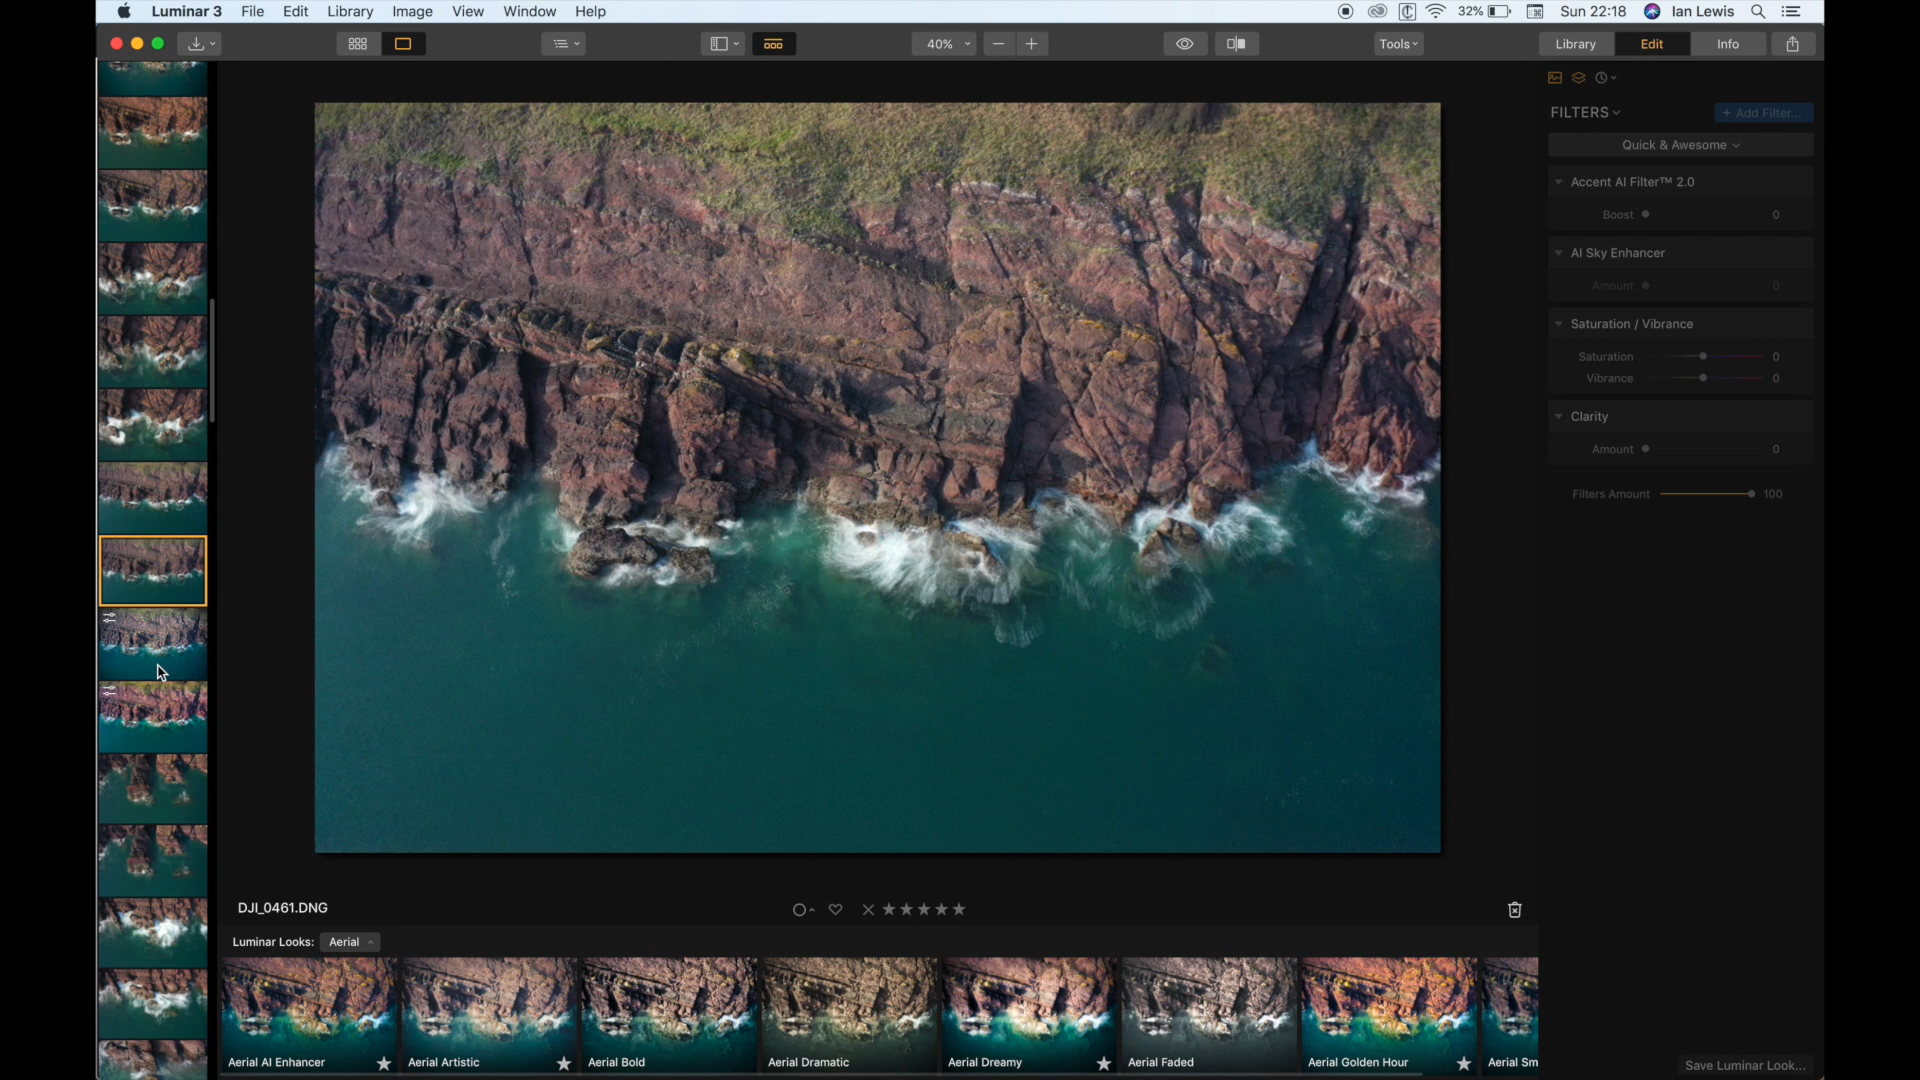 Luminar 3 File Edit Library Image View Window Help 32% Sun 22:18 Ian Lewis
40% Tools Library Edit Info
FILTERS + Add Filter...
Quick & Awesome
Accent AI Filter™ 2.0
Boost 0
AI Sky Enhancer
Amount 0
Saturation / Vibrance
Saturation 0
Vibrance 0
Clarity
Amount 0
Filters Amount 100
DJI_0461.DNG
Luminar Looks: Aerial
Aerial AI Enhancer Aerial Artistic Aerial Bold Aerial Dramatic Aerial Dreamy Aerial Faded Aerial Golden Hour Aerial Sm
Save Luminar Look...